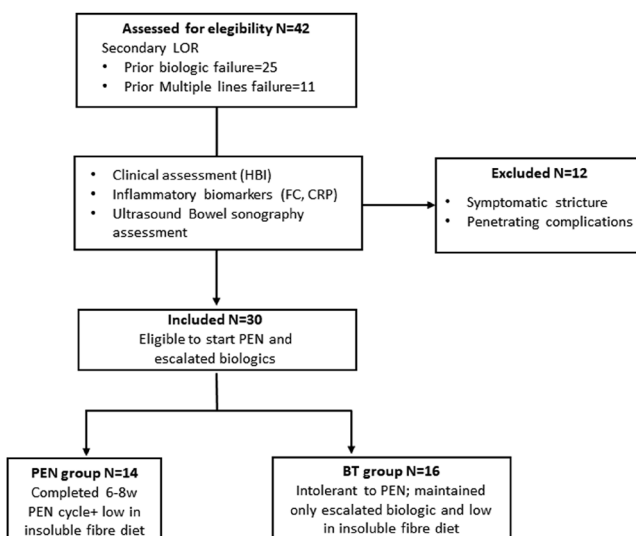 Assessed for elegibility N=42
Secondary LOR
• Prior biologic failure=25
• Prior Multiple lines failure=11
• Clinical assessment (HBI)
• Inflammatory biomarkers (FC, CRP)
• Ultrasound Bowel sonography
assessment
Excluded N=12
• Symptomatic stricture
• Penetrating complications
Included N=30
Eligible to start PEN and
escalated biologics
PEN group N=14
Completed 6-8w
PEN cycle+ low in
insoluble fibre diet
BT group N=16
Intolerant to PEN; maintained
only escalated biologic and low
in insoluble fibre diet